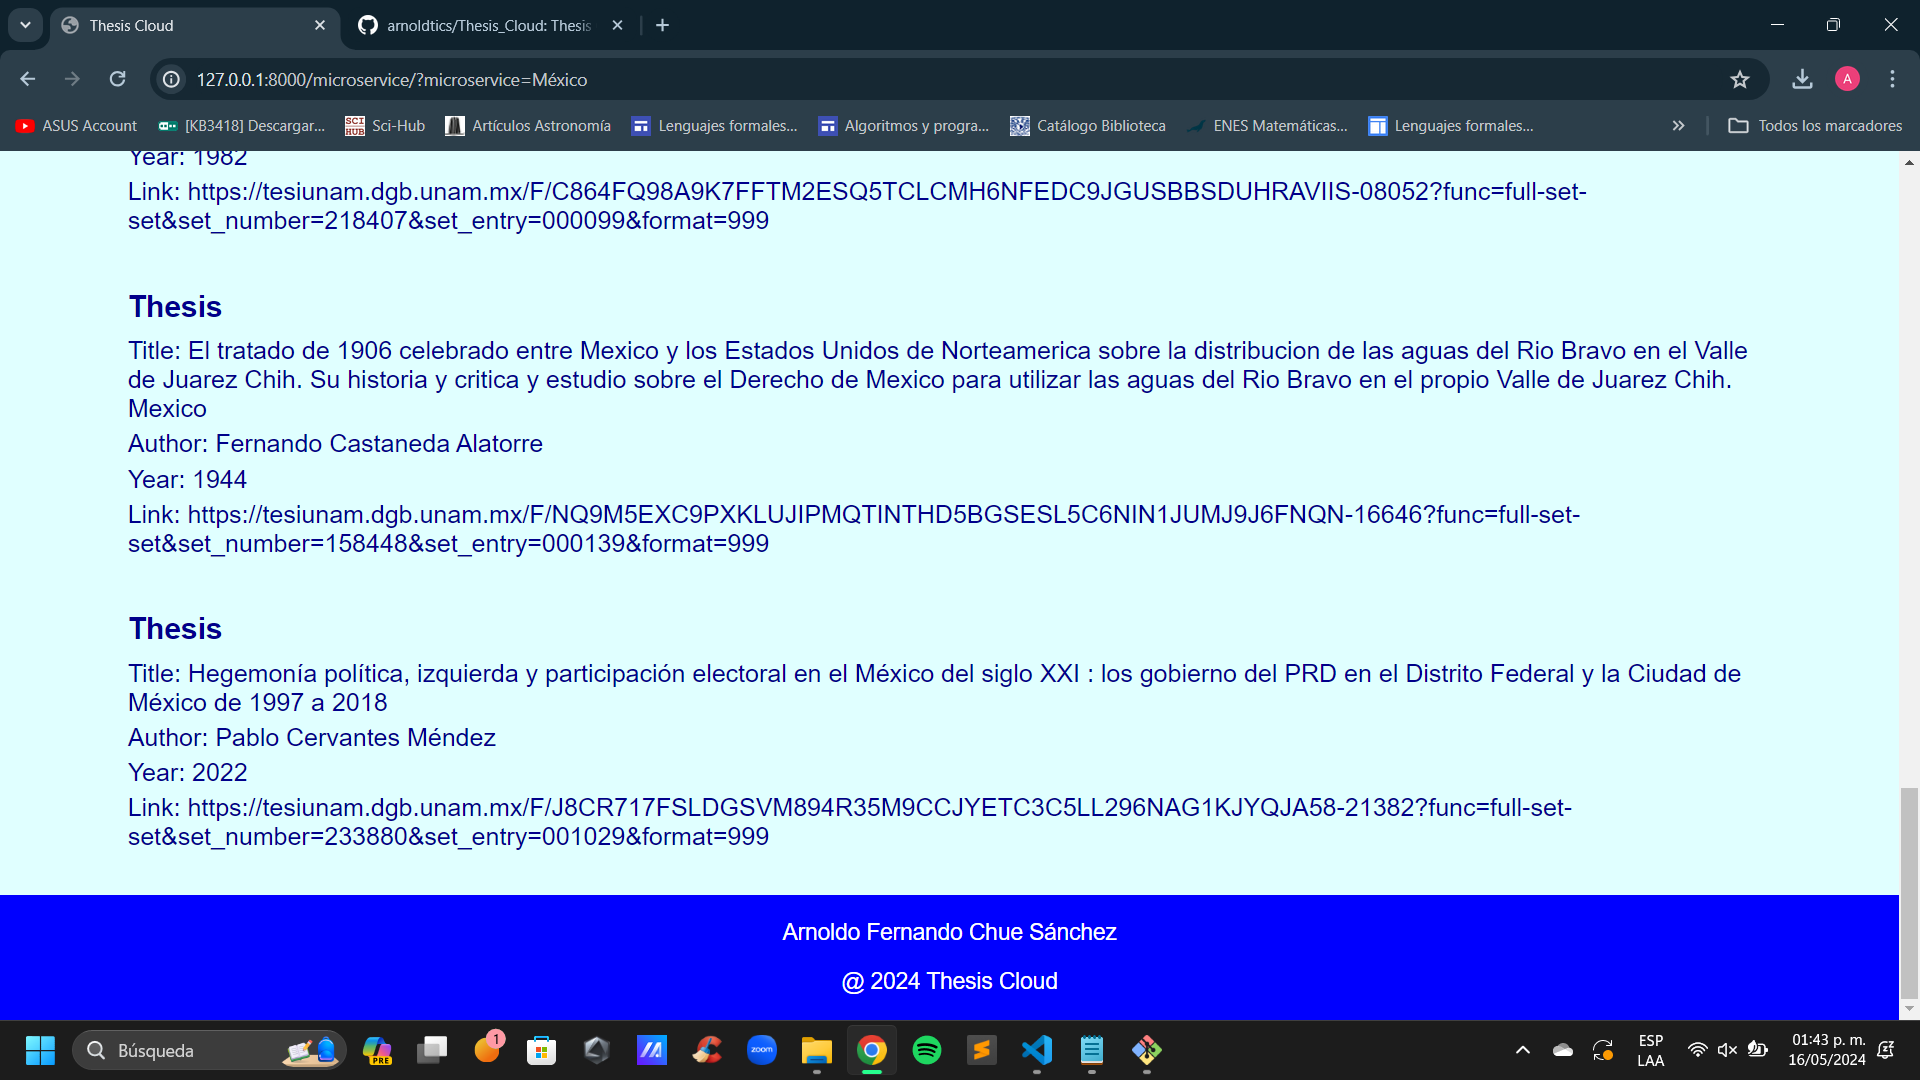 Thesis Cloud
arnoldtics/Thesis_Cloud: Thesis
127.0.0.1:8000/microservice/?microservice=México
A
ASUS Account
[KB3418] Descargar...
SCI HUB
Sci-Hub
Artículos Astronomía
Lenguajes formales...
Algoritmos y progra...
Catálogo Biblioteca
ENES Matemáticas...
Lenguajes formales...
Todos los marcadores
Year: 1982
Link: https://tesiunam.dgb.unam.mx/F/C864FQ98A9K7FFTM2ESQ5TCLCMH6NFEDC9JGUSBBSDUHRAVIIS-08052?func=full-set-
set&set_number=218407&set_entry=000099&format=999
Thesis
Title: El tratado de 1906 celebrado entre Mexico y los Estados Unidos de Norteamerica sobre la distribucion de las aguas del Rio Bravo en el Valle
de Juarez Chih. Su historia y critica y estudio sobre el Derecho de Mexico para utilizar las aguas del Rio Bravo en el propio Valle de Juarez Chih.
Mexico
Author: Fernando Castaneda Alatorre
Year: 1944
Link: https://tesiunam.dgb.unam.mx/F/NQ9M5EXC9PXKLUJIPMQTINTHD5BGSESL5C6NIN1JUMJ9J6FNQN-16646?func=full-set-
set&set_number=158448&set_entry=000139&format=999
Thesis
Title: Hegemonía política, izquierda y participación electoral en el México del siglo XXI : los gobierno del PRD en el Distrito Federal y la Ciudad de
México de 1997 a 2018
Author: Pablo Cervantes Méndez
Year: 2022
Link: https://tesiunam.dgb.unam.mx/F/J8CR717FSLDGSVM894R35M9CCJYETC3C5LL296NAG1KJYQJA58-21382?func=full-set-
set&set_number=233880&set_entry=001029&format=999
Arnoldo Fernando Chue Sánchez
@ 2024 Thesis Cloud
Búsqueda
PRE
1
zoom
ESP
LAA
01:43 p. m.
16/05/2024